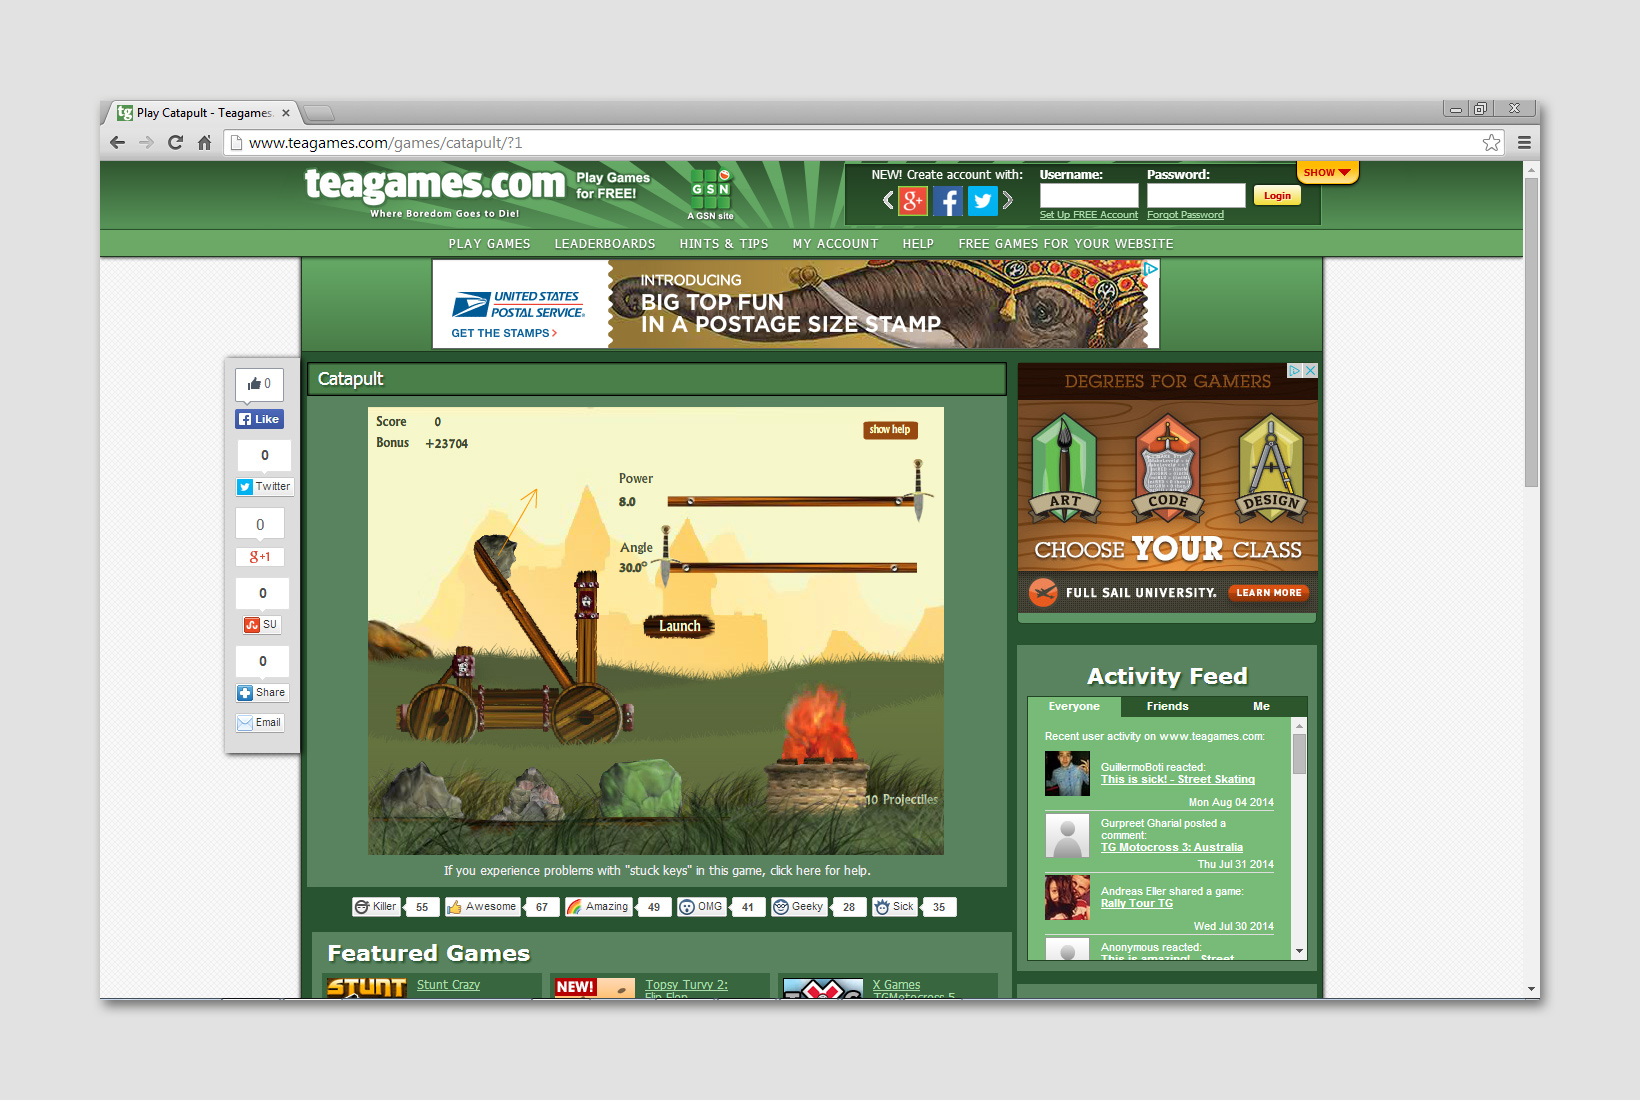 tg Play Catapult - Teagames.
www.teagames.com/games/catapult/?1
teagames.com
Play Games
for FREE!
Where Boredom Goes to Die!
GSN
A GSN site
NEW! Create account with:
Username:
Password:
Login
Set Up FREE Account
Forgot Password
SHOW
PLAY GAMES LEADERBOARDS HINTS & TIPS MY ACCOUNT HELP FREE GAMES FOR YOUR WEBSITE
UNITED STATES
POSTAL SERVICE
GET THE STAMPS >
INTRODUCING
BIG TOP FUN
IN A POSTAGE SIZE STAMP
0
Like
0
Twitter
0
g+1
0
SU
0
Share
Email
Catapult
Score 0
Bonus +23704
show help
Power
8.0
Angle
30.0°
Launch
10 Projectiles
If you experience problems with "stuck keys" in this game, click here for help.
Killer 55 Awesome 67 Amazing 49 OMG 41 Geeky 28 Sick 35
Featured Games
STUNT
Stunt Crazy
NEW!
Topsy Turvy 2:
Flip Flop
X Games
TGMotocross 5
DEGREES FOR GAMERS
ART CODE DESIGN
CHOOSE YOUR CLASS
FULL SAIL UNIVERSITY.
LEARN MORE
Activity Feed
Everyone Friends Me
Recent user activity on www.teagames.com:
GuillermoBoti reacted:
This is sick! - Street Skating
Mon Aug 04 2014
Gurpreet Gharial posted a
comment:
TG Motocross 3: Australia
Thu Jul 31 2014
Andreas Eller shared a game:
Rally Tour TG
Wed Jul 30 2014
Anonymous reacted:
This is amazing! - Street